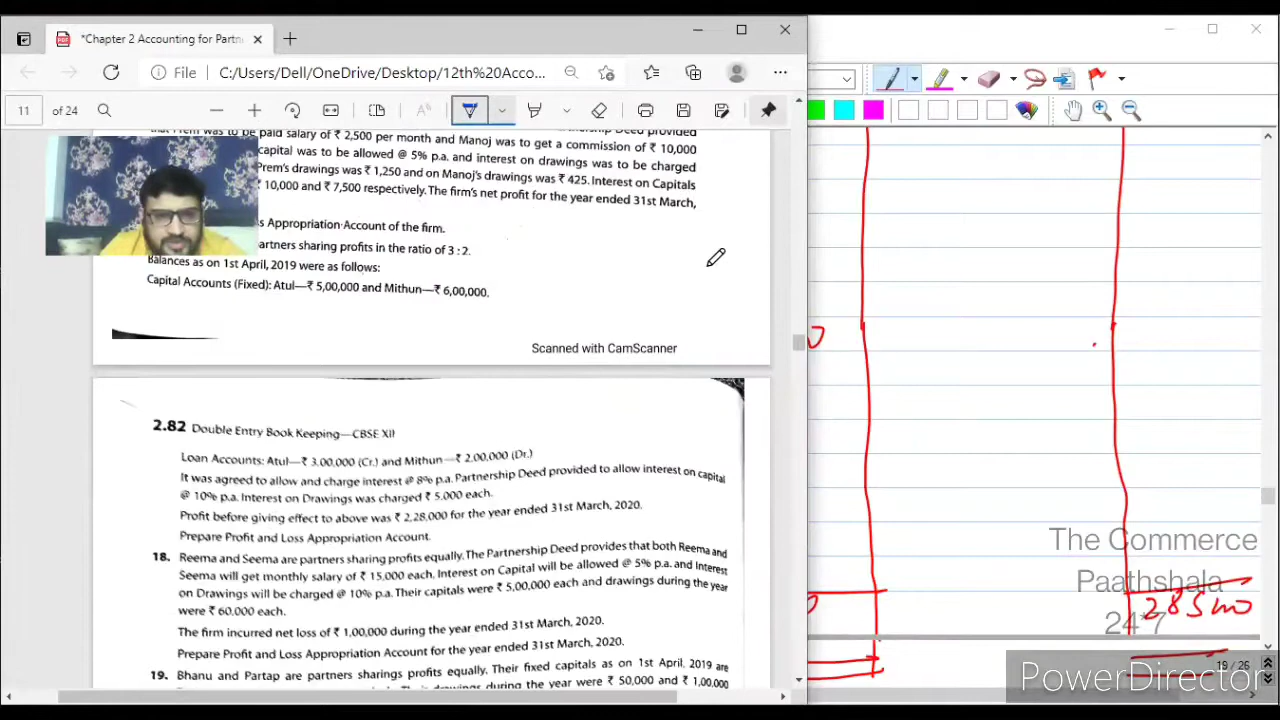 *Chapter 2 Accounting for Partn
File
C:/Users/Dell/OneDrive/Desktop/12th%20Acco...
11 of 24
that Prem was to be paid salary of ₹ 2,500 per month and Manoj was to get a commission of ₹ 10,000
capital was to be allowed @ 5% p.a. and interest on drawings was to be charged
Prem's drawings was ₹ 1,250 and on Manoj's drawings was ₹ 425. Interest on Capitals
₹ 10,000 and ₹ 7,500 respectively. The firm's net profit for the year ended 31st March,
s Appropriation Account of the firm.
artners sharing profits in the ratio of 3 : 2.
Balances as on 1st April, 2019 were as follows:
Capital Accounts (Fixed): Atul—₹ 5,00,000 and Mithun—₹ 6,00,000.
Scanned with CamScanner
2.82 Double Entry Book Keeping—CBSE XII
Loan Accounts: Atul—₹ 3,00,000 (Cr.) and Mithun—₹ 2,00,000 (Dr.)
It was agreed to allow and charge interest @ 8% p.a. Partnership Deed provided to allow interest on capital
@ 10% p.a. Interest on Drawings was charged ₹ 5,000 each.
Profit before giving effect to above was ₹ 2,28,000 for the year ended 31st March, 2020.
Prepare Profit and Loss Appropriation Account.
18. Reema and Seema are partners sharing profits equally. The Partnership Deed provides that both Reema and
Seema will get monthly salary of ₹ 15,000 each, Interest on Capital will be allowed @ 5% p.a. and Interest
on Drawings will be charged @ 10% p.a. Their capitals were ₹ 5,00,000 each and drawings during the year
were ₹ 60,000 each.
The firm incurred net loss of ₹ 1,00,000 during the year ended 31st March, 2020.
Prepare Profit and Loss Appropriation Account for the year ended 31st March, 2020.
19. Bhanu and Partap are partners sharing profits equally. Their fixed capitals as on 1st April, 2019 are
during the year were ₹ 50,000 and ₹ 1,00,000
The Commerce
Paathshala
24*7
19 / 26
PowerDirector